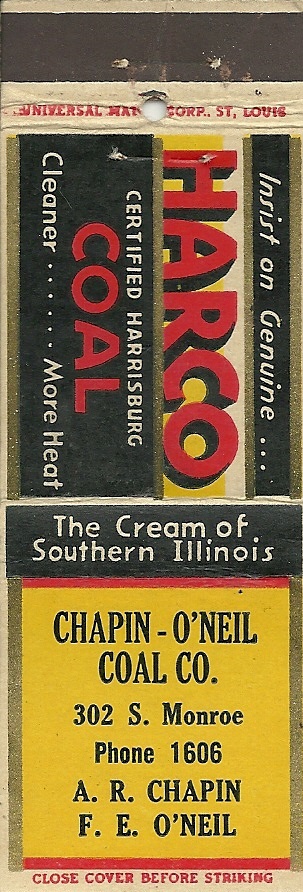 UNIVERSAL MATCH CORP., ST, LOUIS
Insist on Genuine ...
HARCO
CERTIFIED HARRISBURG
COAL
Cleaner ...... More Heat
The Cream of
Southern Illinois
CHAPIN - O'NEIL
COAL CO.
302 S. Monroe
Phone 1606
A. R. CHAPIN
F. E. O'NEIL
CLOSE COVER BEFORE STRIKING